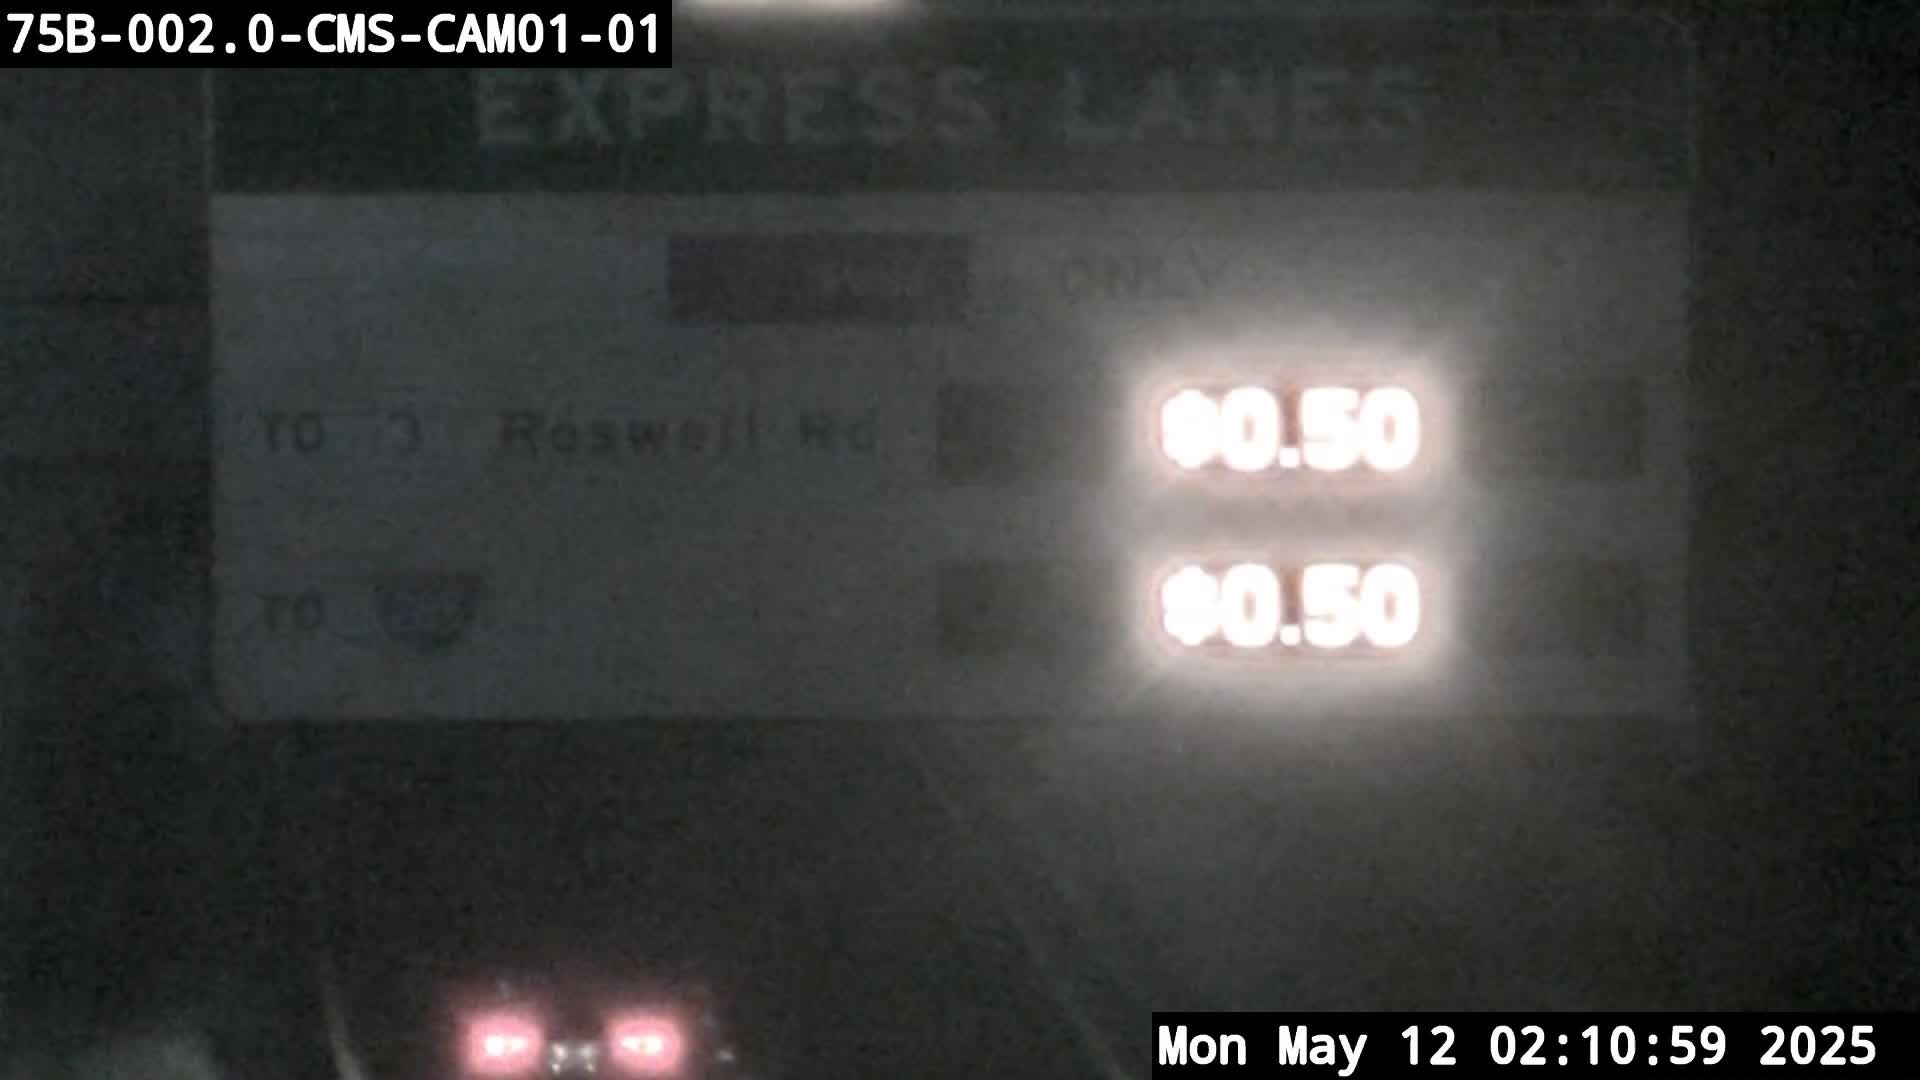 75B-002.0-CMS-CAM01-01
EXPRESS LANES
ONLY
TO 3 Roswell Rd $0.50
TO $0.50
Mon May 12 02:10:59 2025